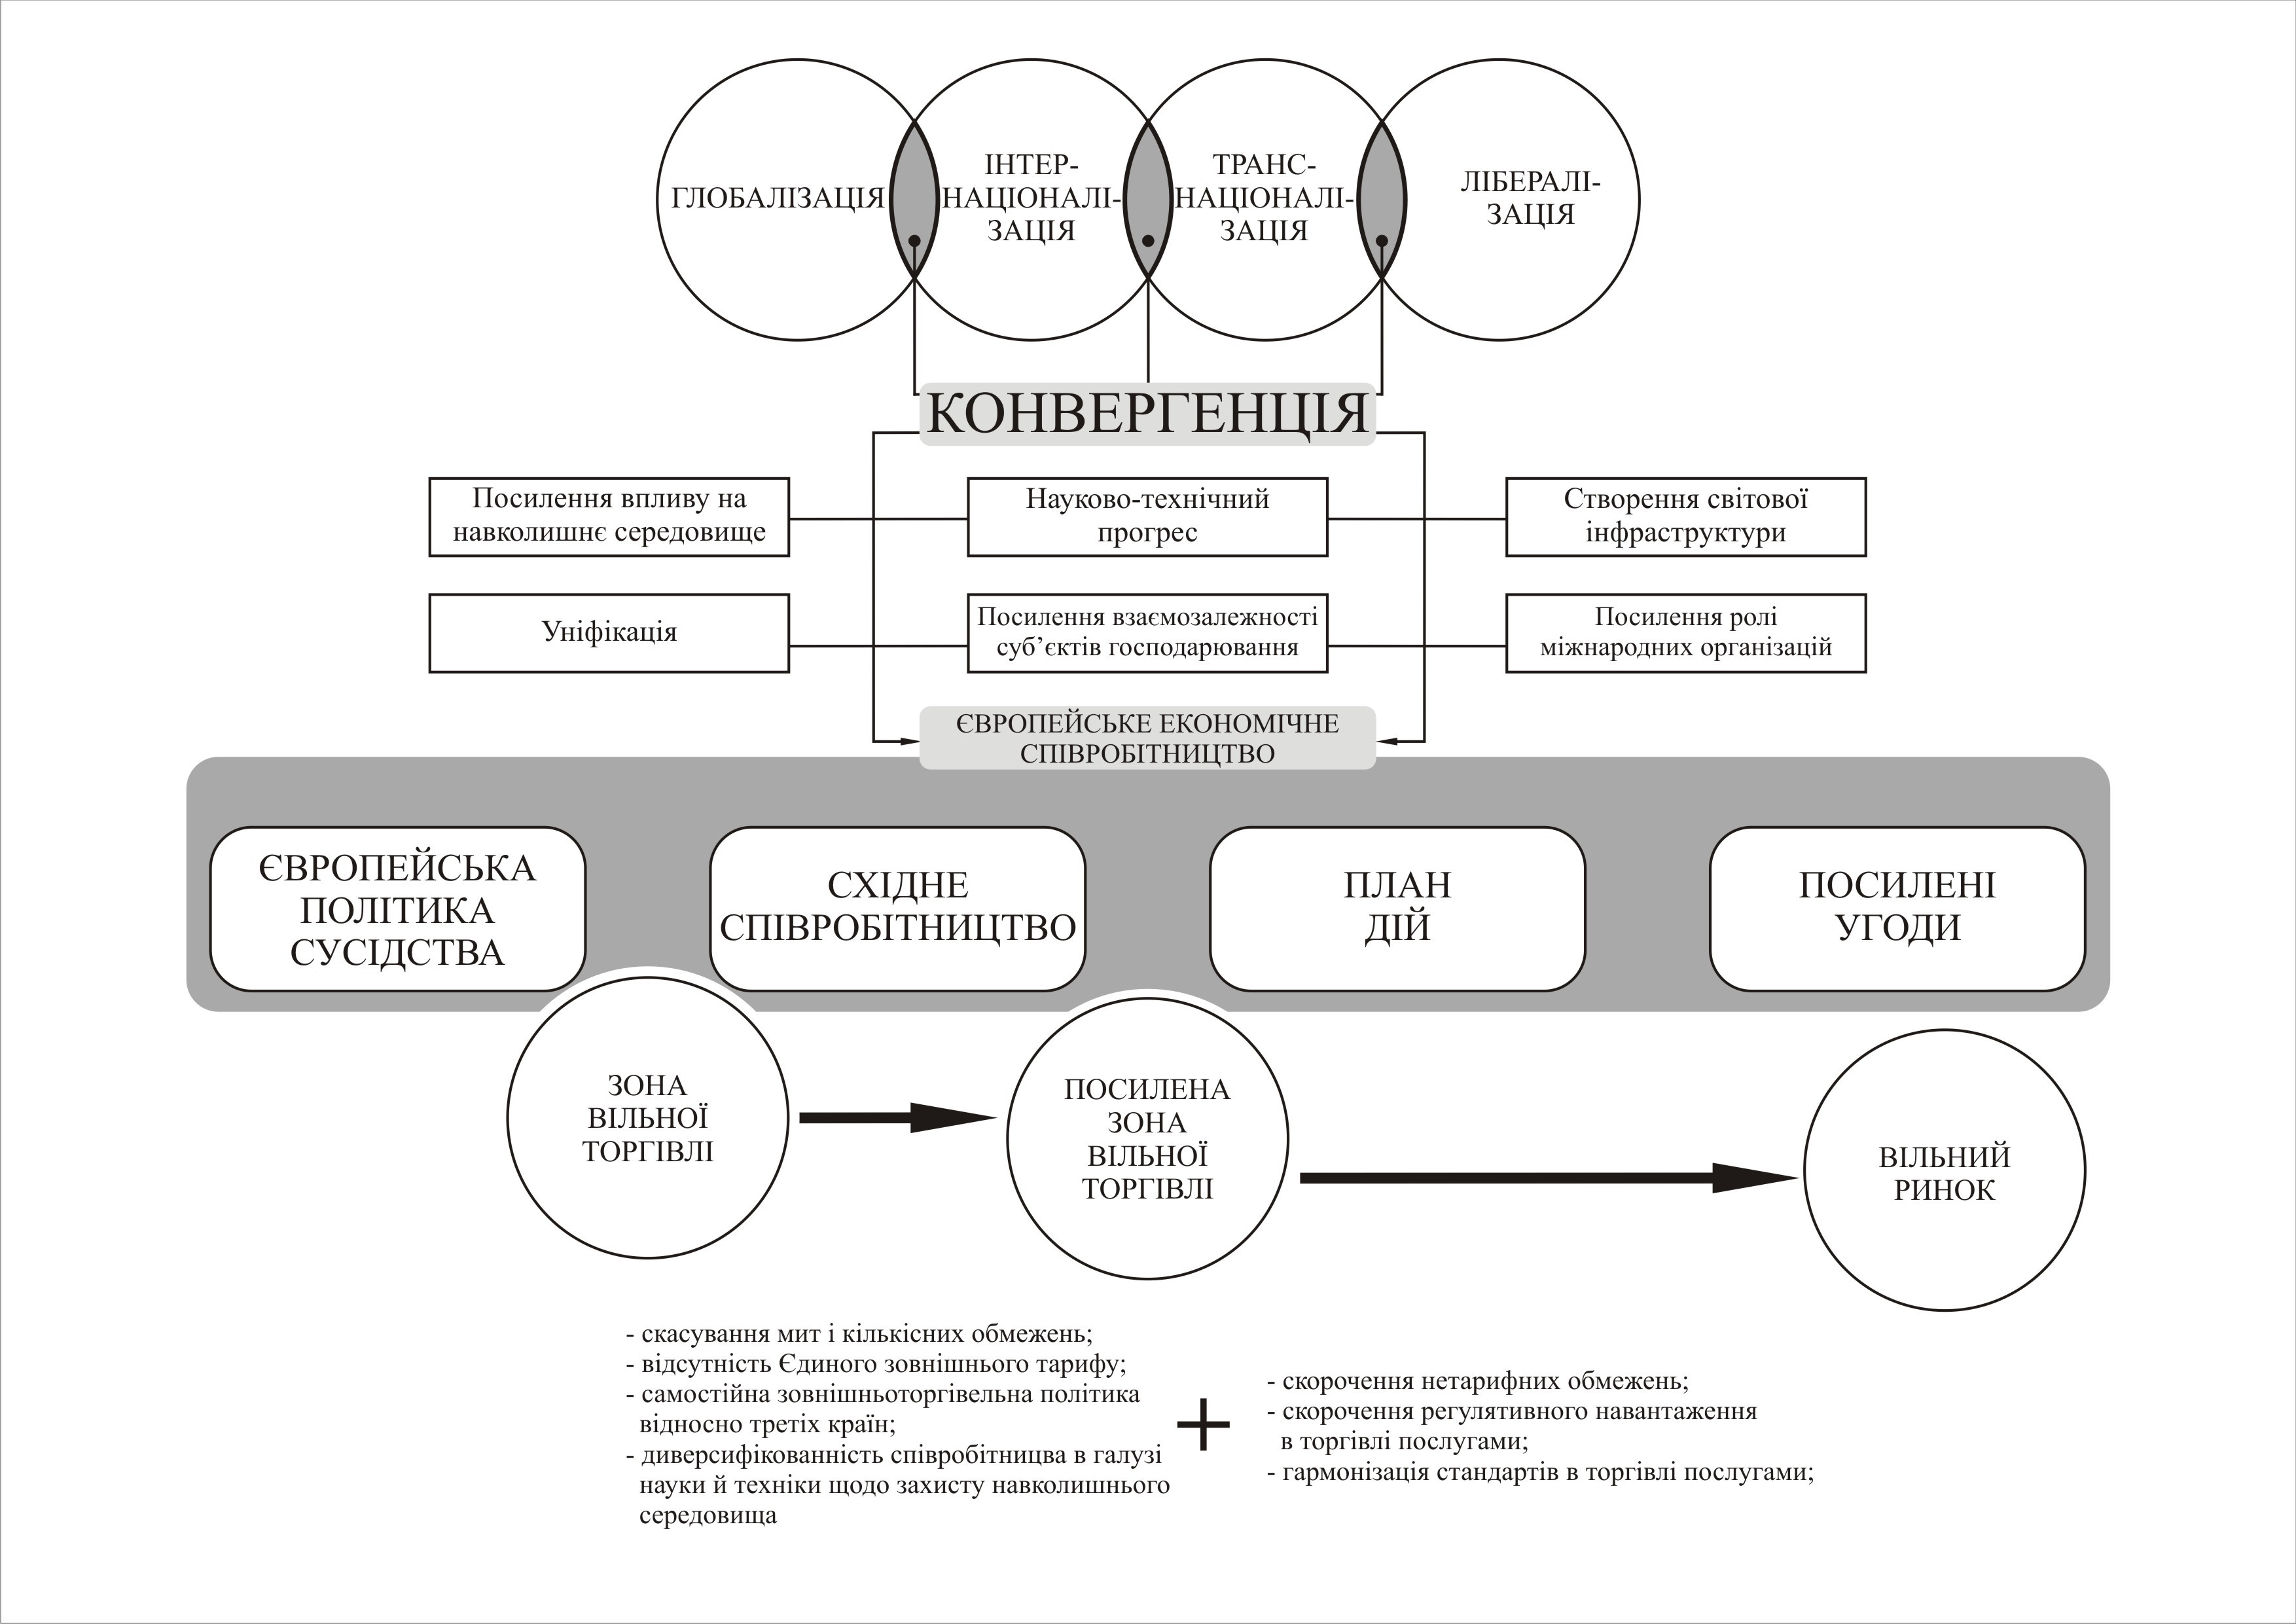 ГЛОБАЛІЗАЦІЯ
ІНТЕР-
НАЦІОНАЛІ-
ЗАЦІЯ
ТРАНС-
НАЦІОНАЛІ-
ЗАЦІЯ
ЛІБЕРАЛІ-
ЗАЦІЯ
КОНВЕРГЕНЦІЯ
Посилення впливу на
навколишнє середовище
Науково-технічний
прогрес
Створення світової
інфраструктури
Уніфікація
Посилення взаємозалежності
суб’єктів господарювання
Посилення ролі
міжнародних організацій
ЄВРОПЕЙСЬКЕ ЕКОНОМІЧНЕ
СПІВРОБІТНИЦТВО
ЄВРОПЕЙСЬКА
ПОЛІТИКА
СУСІДСТВА
СХІДНЕ
СПІВРОБІТНИЦТВО
ПЛАН
ДІЙ
ПОСИЛЕНІ
УГОДИ
ЗОНА
ВІЛЬНОЇ
ТОРГІВЛІ
ПОСИЛЕНА
ЗОНА
ВІЛЬНОЇ
ТОРГІВЛІ
ВІЛЬНИЙ
РИНОК
- скасування мит і кількісних обмежень;
- відсутність Єдиного зовнішнього тарифу;
- самостійна зовнішньоторгівельна політика
відносно третіх країн;
- диверсифікованність співробітницва в галузі
науки й техніки щодо захисту навколишнього
середовища
+
- скорочення нетарифних обмежень;
- скорочення регулятивного навантаження
в торгівлі послугами;
- гармонізація стандартів в торгівлі послугами;